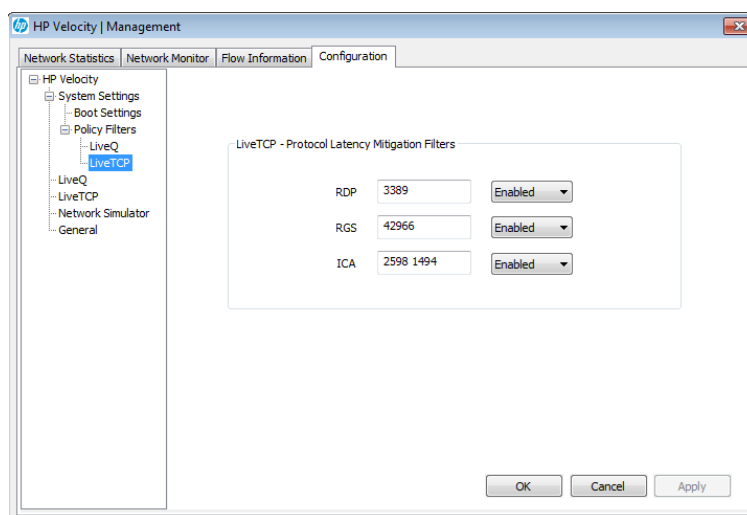 HP Velocity | Management
Network Statistics Network Monitor Flow Information Configuration
HP Velocity
System Settings
Boot Settings
Policy Filters
LiveQ
LiveTCP
LiveQ
LiveTCP
Network Simulator
General
LiveTCP - Protocol Latency Mitigation Filters
RDP 3389 Enabled
RGS 42966 Enabled
ICA 2598 1494 Enabled
OK Cancel Apply